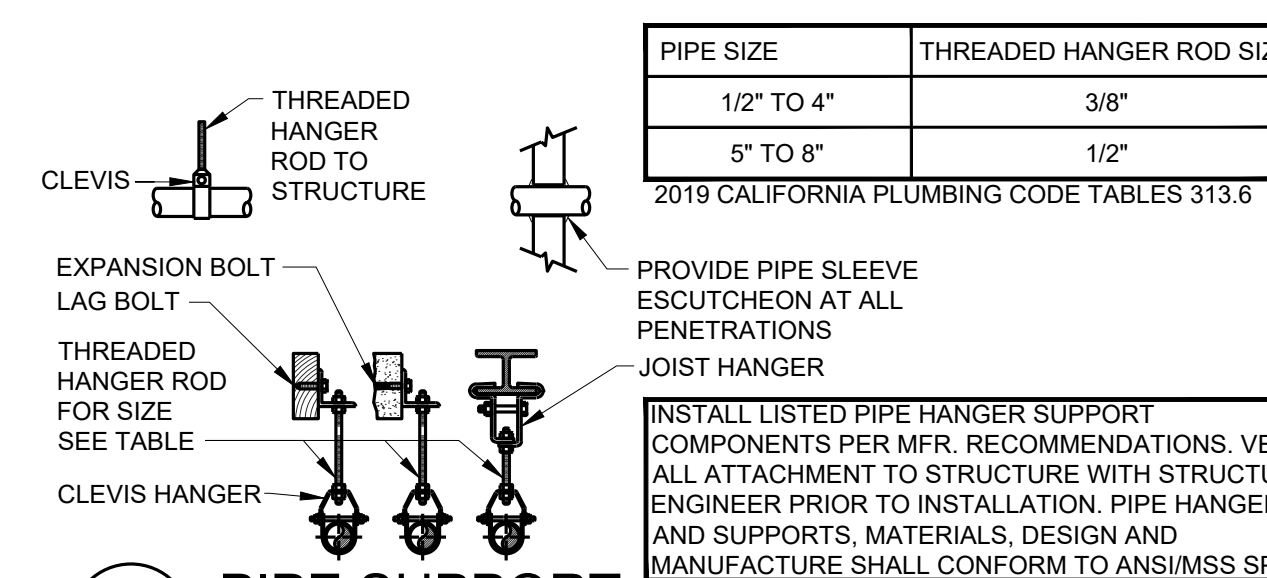 THREADED
HANGER
ROD TO
STRUCTURE
CLEVIS
PIPE SIZE THREADED HANGER ROD
1/2" TO 4" 3/8"
5" TO 8" 1/2"
2019 CALIFORNIA PLUMBING CODE TABLES 313.6
EXPANSION BOLT
LAG BOLT
THREADED
HANGER ROD
FOR SIZE
SEE TABLE
CLEVIS HANGER
PROVIDE PIPE SLEEVE
ESCUTCHEON AT ALL
PENETRATIONS
JOIST HANGER
INSTALL LISTED PIPE HANGER SUPPORT
COMPONENTS PER MFR. RECOMMENDATIONS.
ALL ATTACHMENT TO STRUCTURE WITH
ENGINEER PRIOR TO INSTALLATION. PIPE
AND SUPPORTS, MATERIALS, DESIGN AND
MANUFACTURE SHALL CONFORM TO ANSI/MSS
PIPE SUPPORT